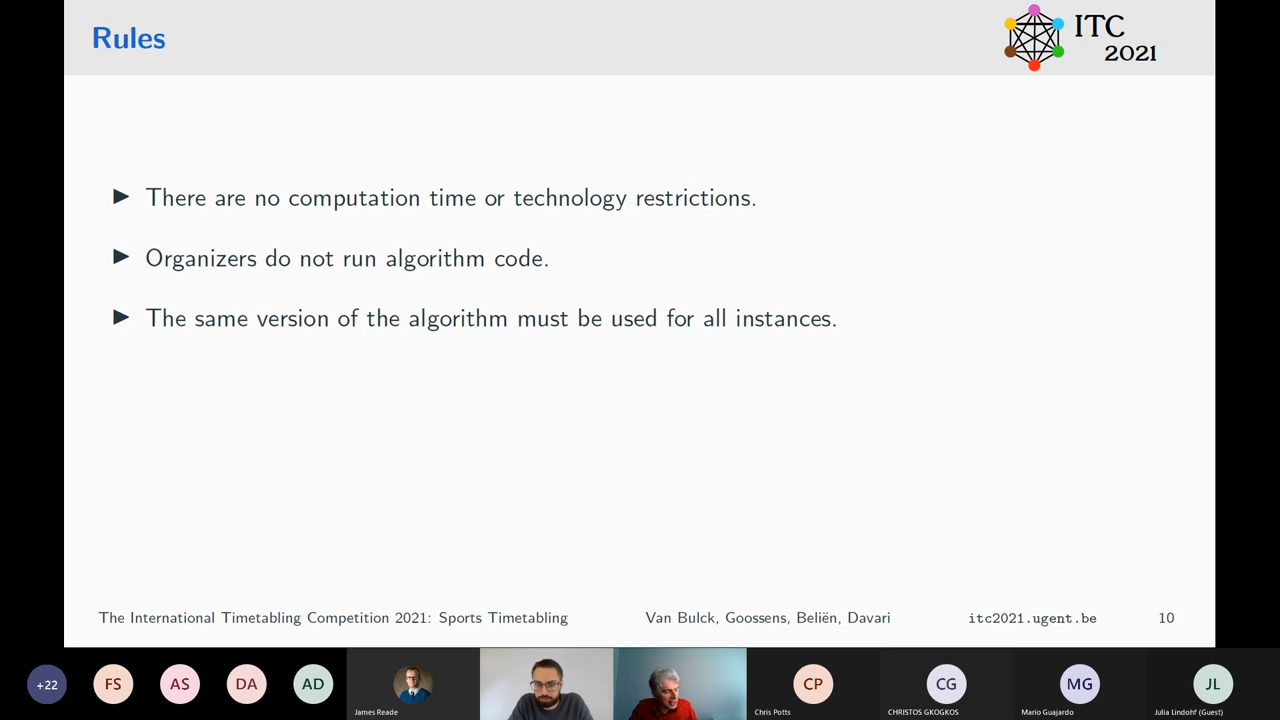 Rules
ITC
2021
▶ There are no computation time or technology restrictions.
▶ Organizers do not run algorithm code.
▶ The same version of the algorithm must be used for all instances.
The International Timetabling Competition 2021: Sports Timetabling Van Bulck, Goossens, Beliën, Davari itc2021.ugent.be 10
+22 FS AS DA AD CP CG MG JL
James Reade Chris Potts CHRISTOS GKOGKOS Mario Guajardo Julia Lindohf (Guest)